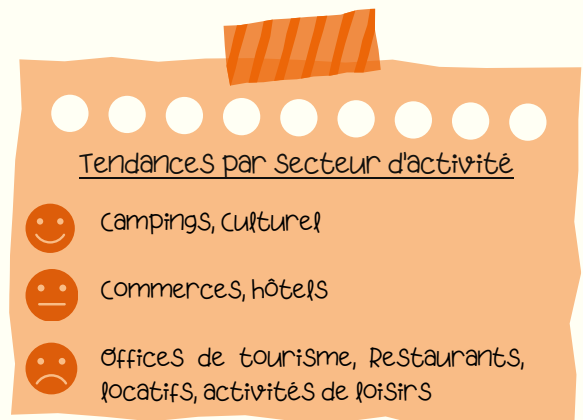 Tendances par secteur d'activité
Campings, Culturel
Commerces, hôtels
Offices de tourisme, Restaurants,
locatifs, activités de loisirs